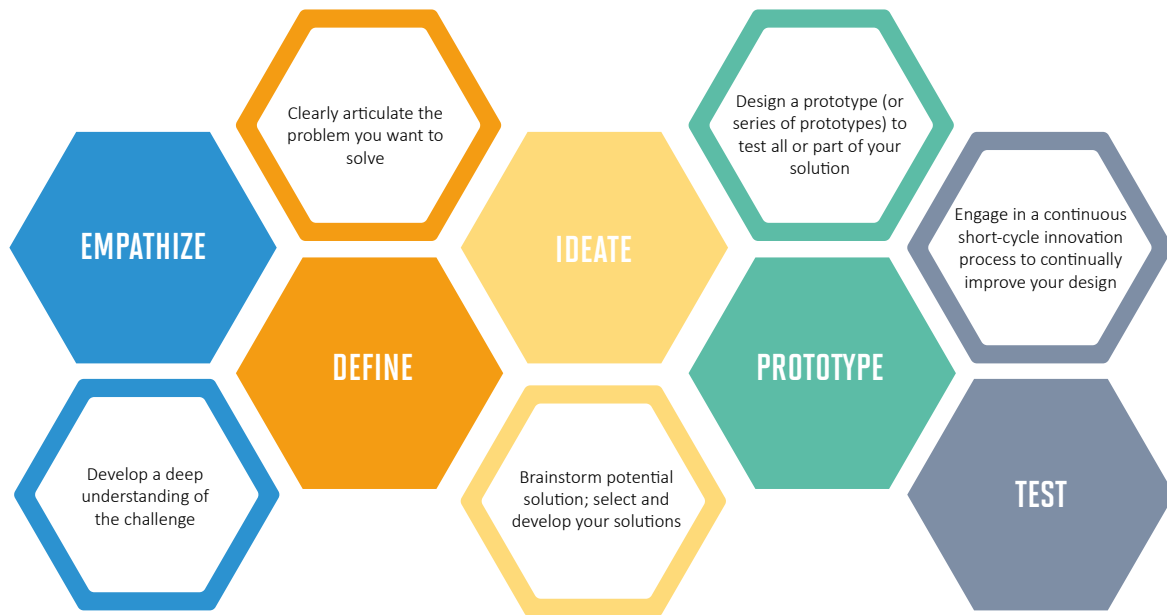 EMPATHIZE
Develop a deep
understanding of
the challenge
Clearly articulate the
problem you want to
solve
DEFINE
IDEATE
Brainstorm potential
solution; select and
develop your solutions
Design a prototype (or
series of prototypes) to
test all or part of your
solution
PROTOTYPE
Engage in a continuous
short-cycle innovation
process to continually
improve your design
TEST